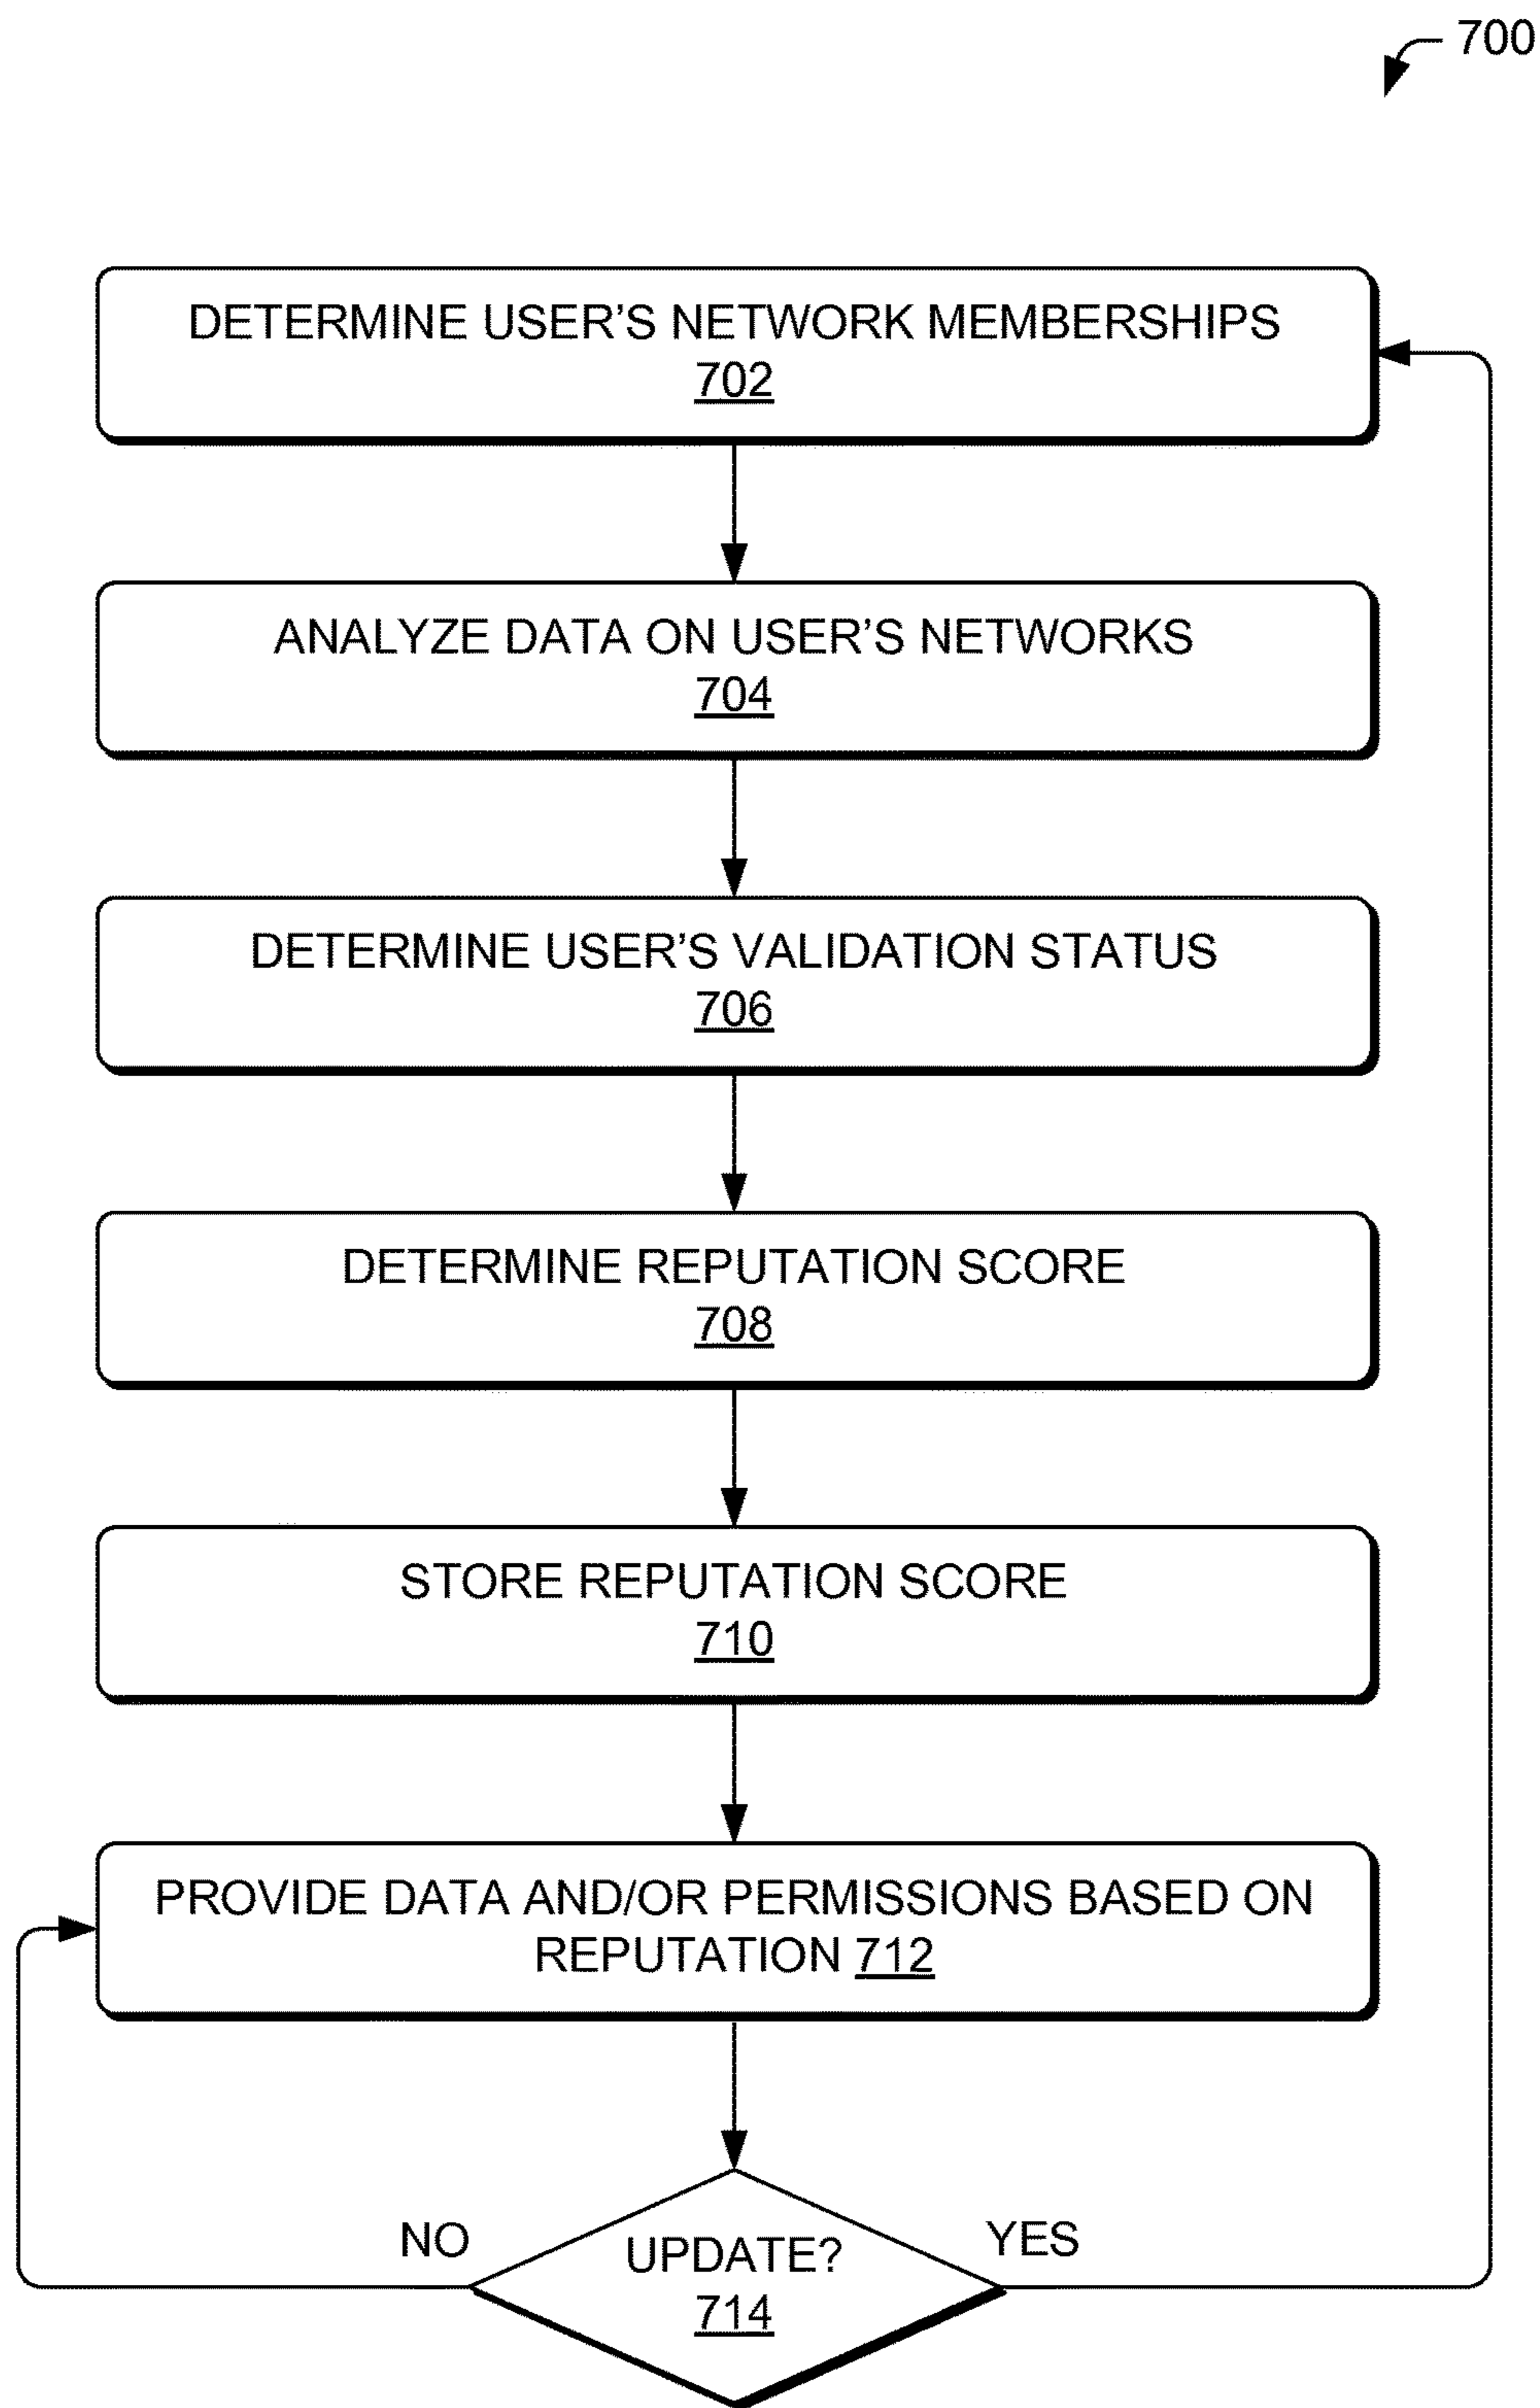 700
DETERMINE USER’S NETWORK MEMBERSHIPS
702
ANALYZE DATA ON USER’S NETWORKS
704
DETERMINE USER’S VALIDATION STATUS
706
DETERMINE REPUTATION SCORE
708
STORE REPUTATION SCORE
710
PROVIDE DATA AND/OR PERMISSIONS BASED ON
REPUTATION 712
NO
UPDATE?
YES
714